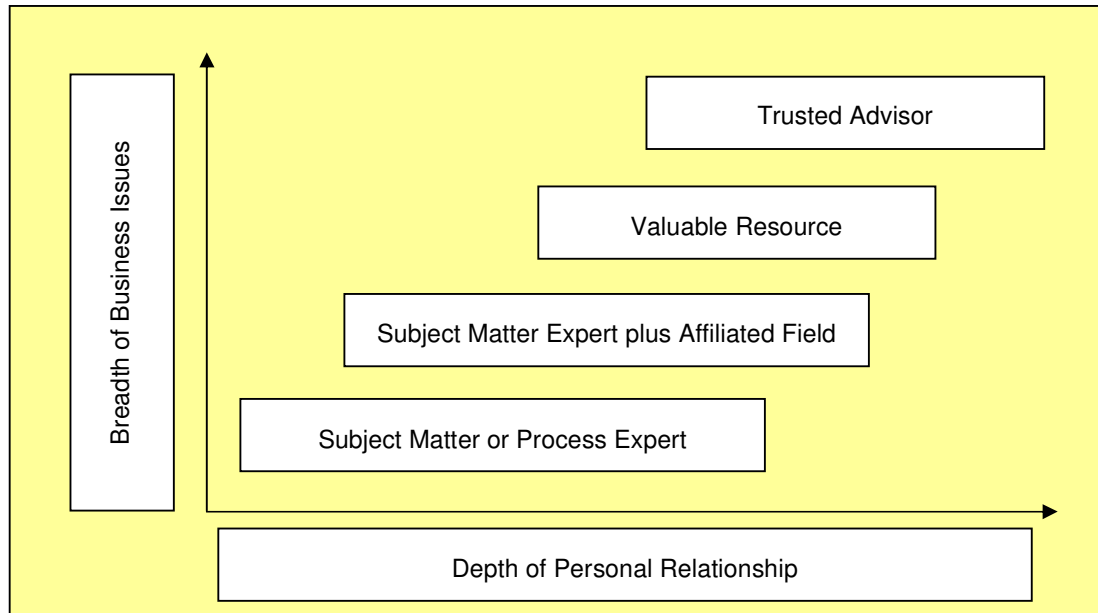 Breadth of Business Issues
Trusted Advisor
Valuable Resource
Subject Matter Expert plus Affiliated Field
Subject Matter or Process Expert
Depth of Personal Relationship